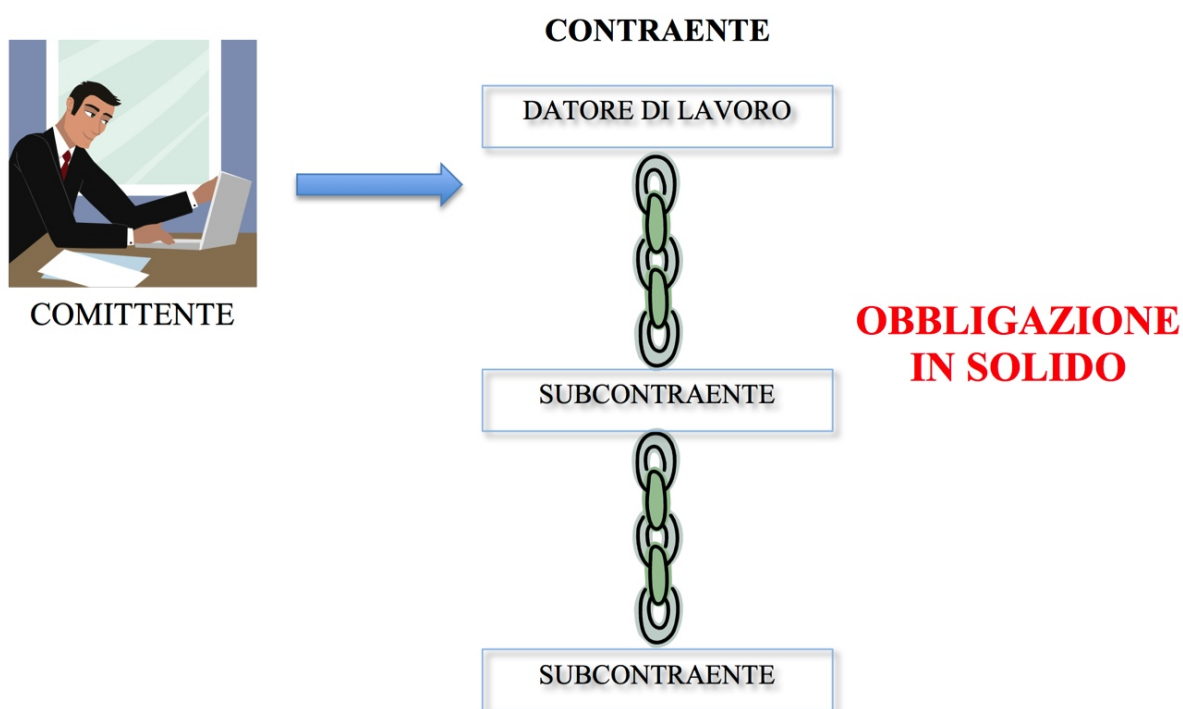 CONTRAENTE
DATORE DI LAVORO
COMITTENTE
OBBLIGAZIONE
IN SOLIDO
SUBCONTRAENTE
SUBCONTRAENTE